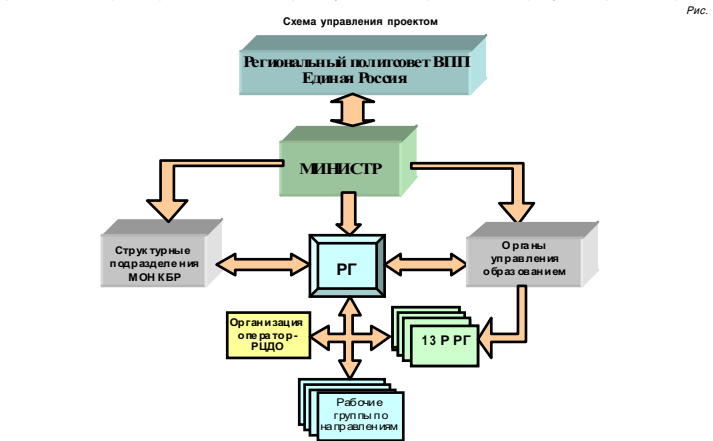 Рис.
Схема управления проектом
Региональный политсовет ВПП
Единая Россия
МИНИСТР
Структурные
подразделения
МОН КБР
РГ
Органы
управления
образованием
Организация
оператор-
РЦДО
13 Р РГ
Рабочие
группы по
направлениям